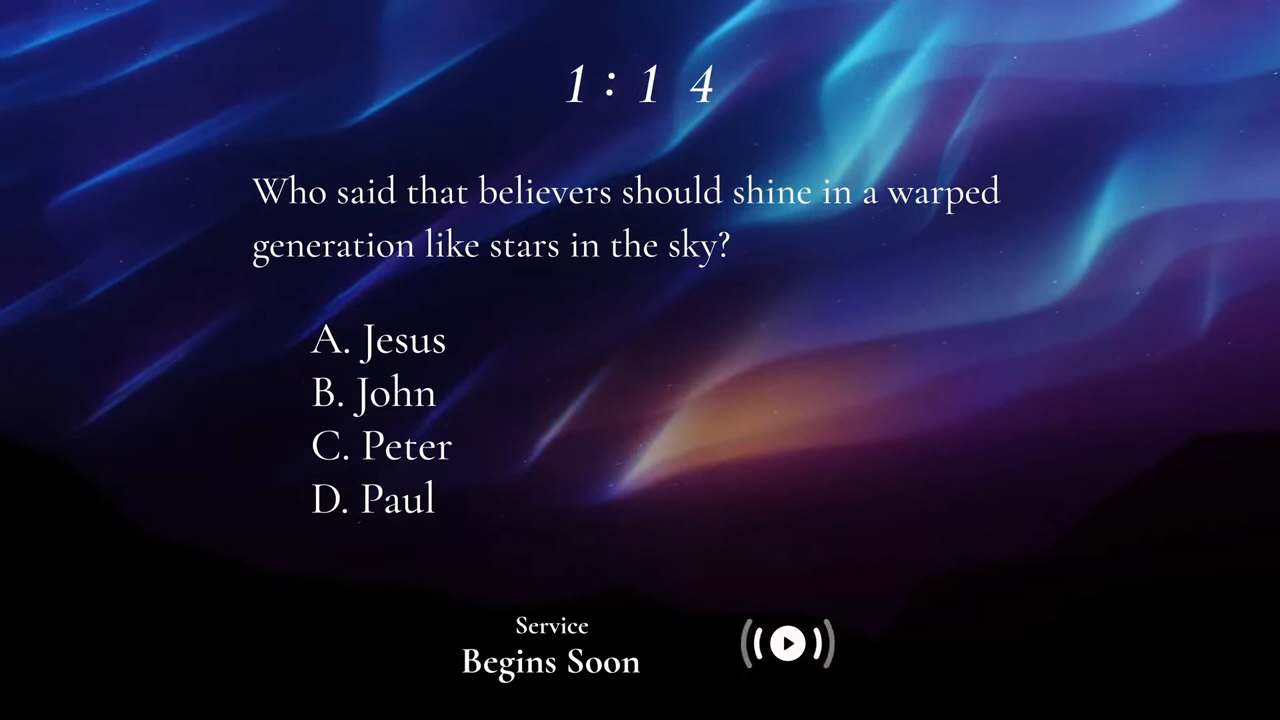 1:14
Who said that believers should shine in a warped
generation like stars in the sky?
A. Jesus
B. John
C. Peter
D. Paul
Service
Begins Soon